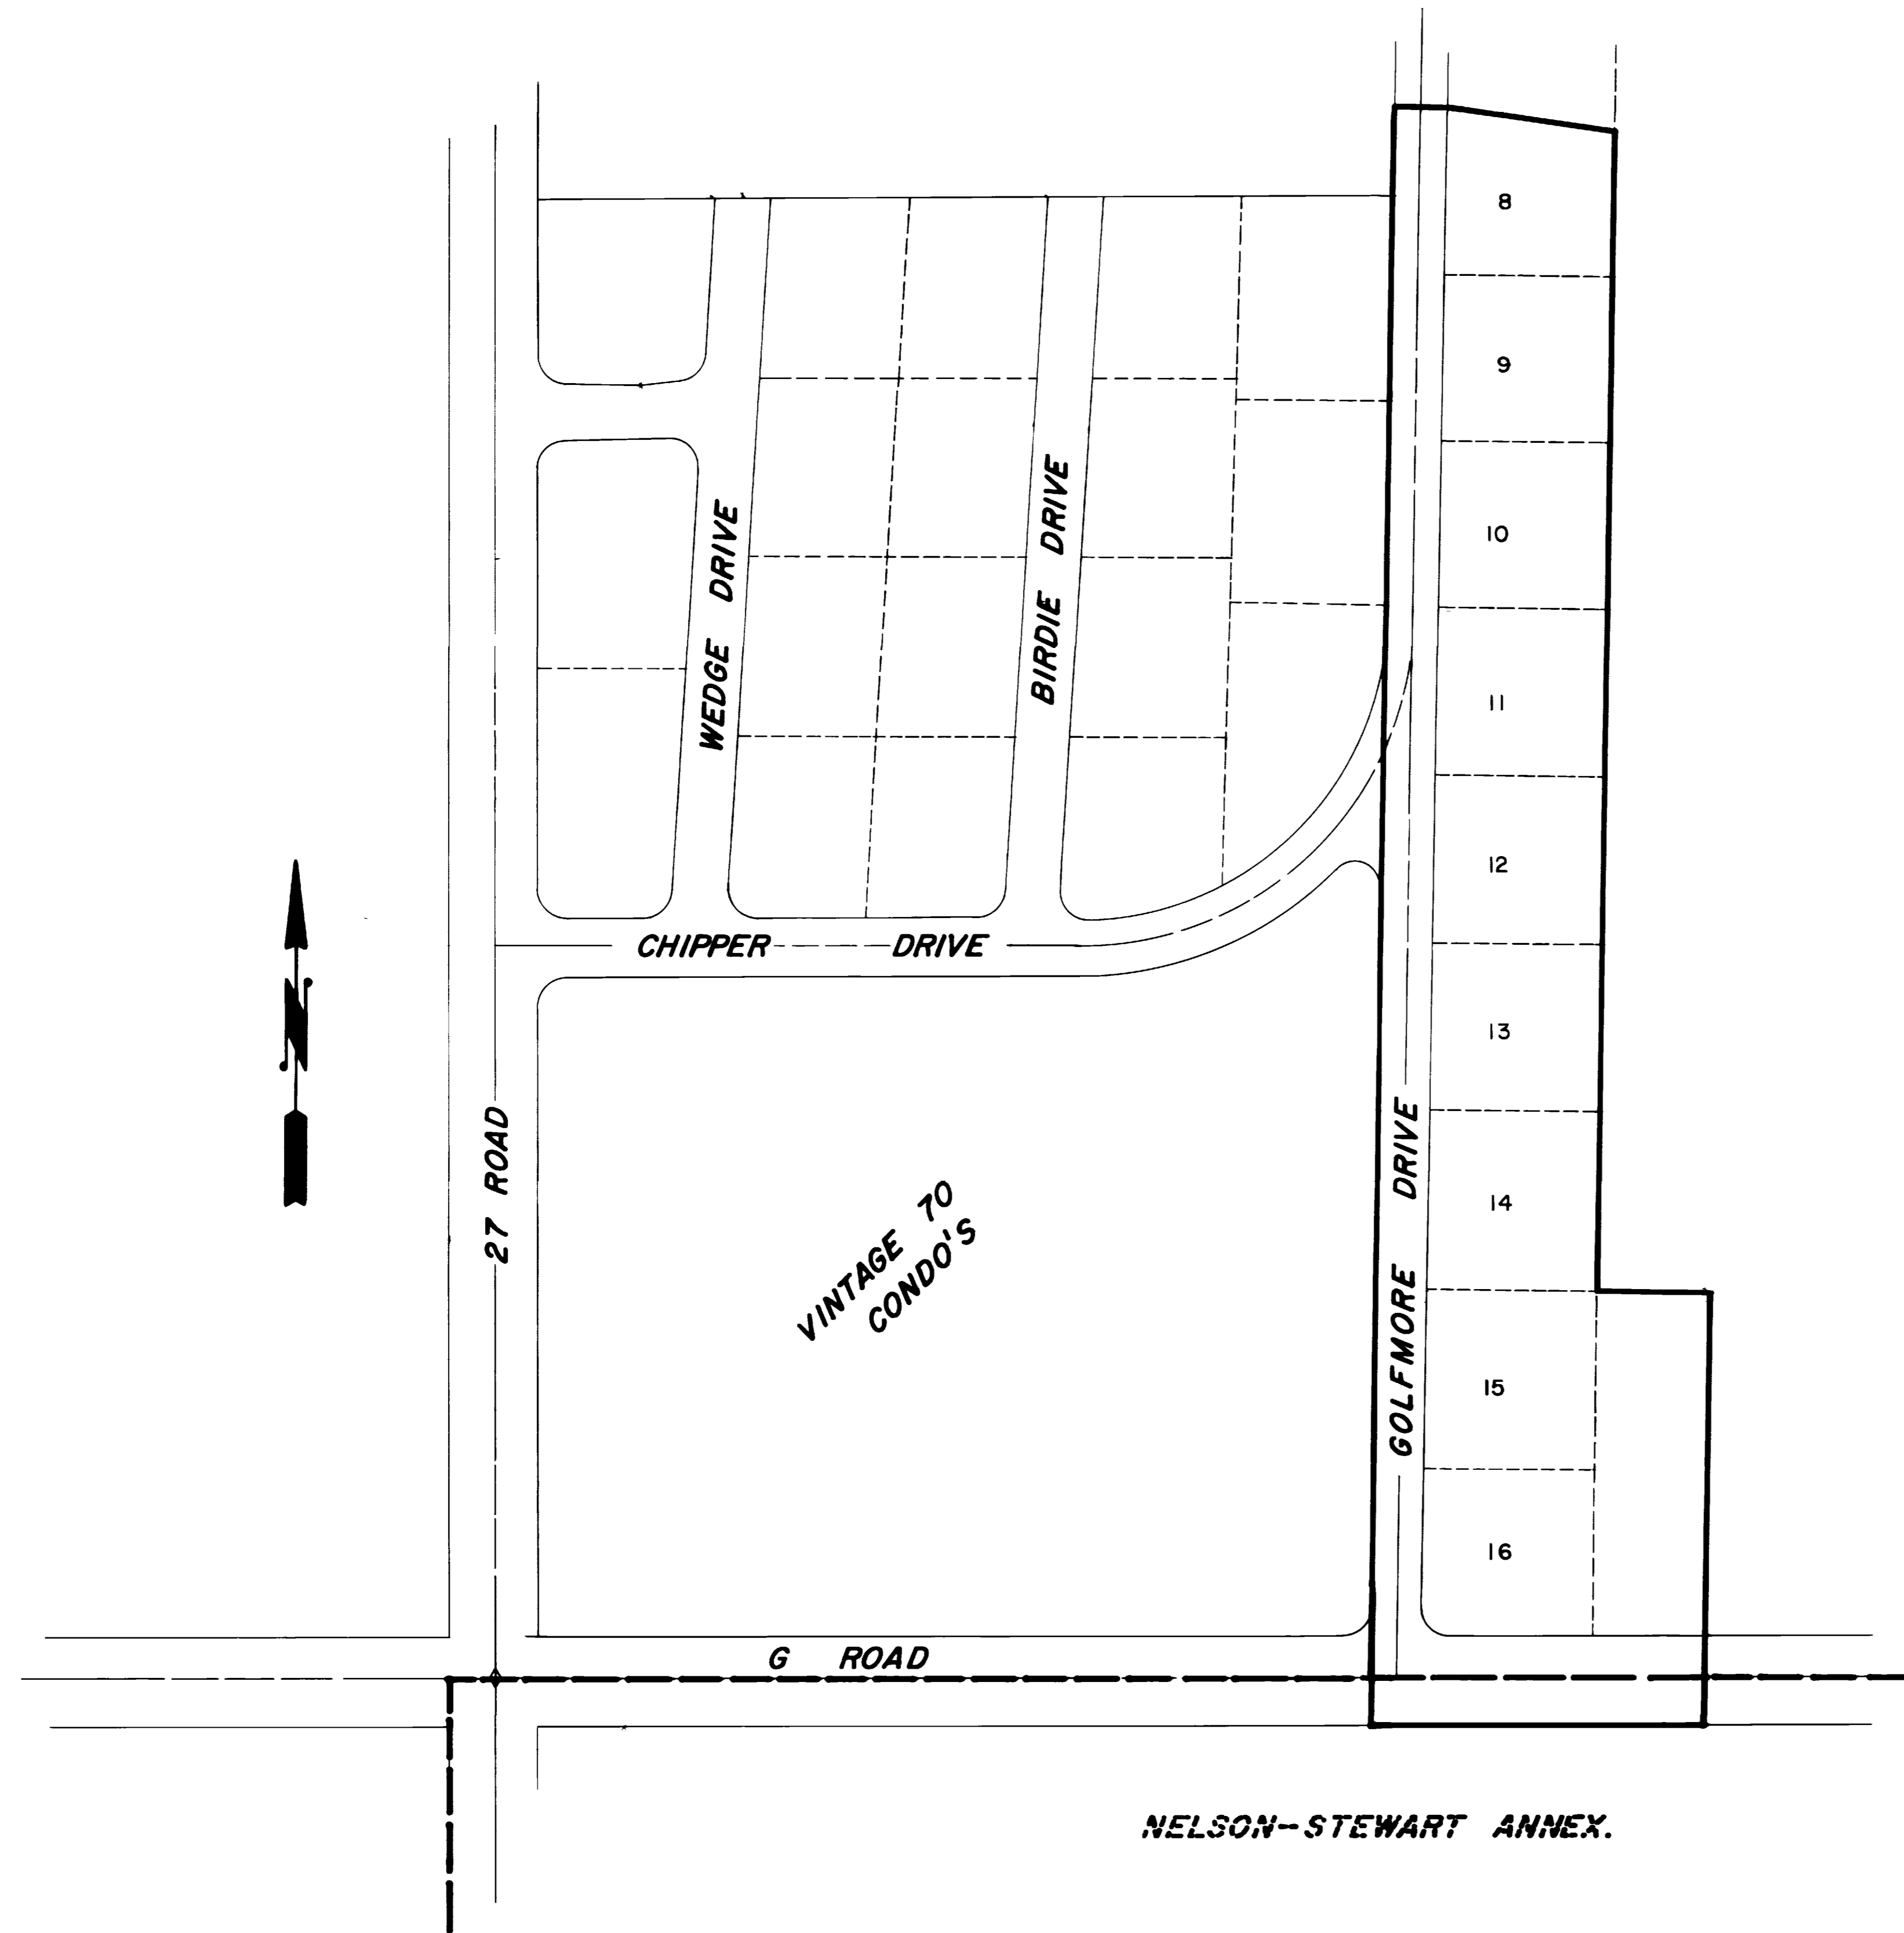 8
9
10
11
12
13
14
15
16
WEDGE DRIVE
BIRDIE DRIVE
CHIPPER DRIVE
N
27 ROAD
VINTAGE 70
CONDO'S
GOLFMORE DRIVE
G ROAD
NELSON-STEWART ANNEX.